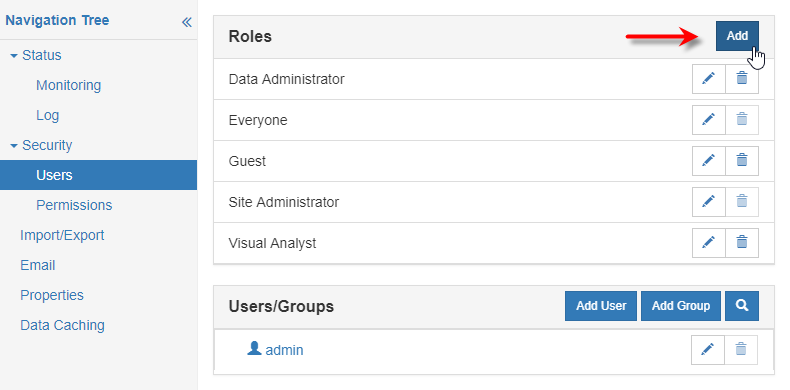 Navigation Tree
Status
Monitoring
Log
Security
Users
Permissions
Import/Export
Email
Properties
Data Caching
Roles Add
Data Administrator
Everyone
Guest
Site Administrator
Visual Analyst
Users/Groups Add User Add Group
admin